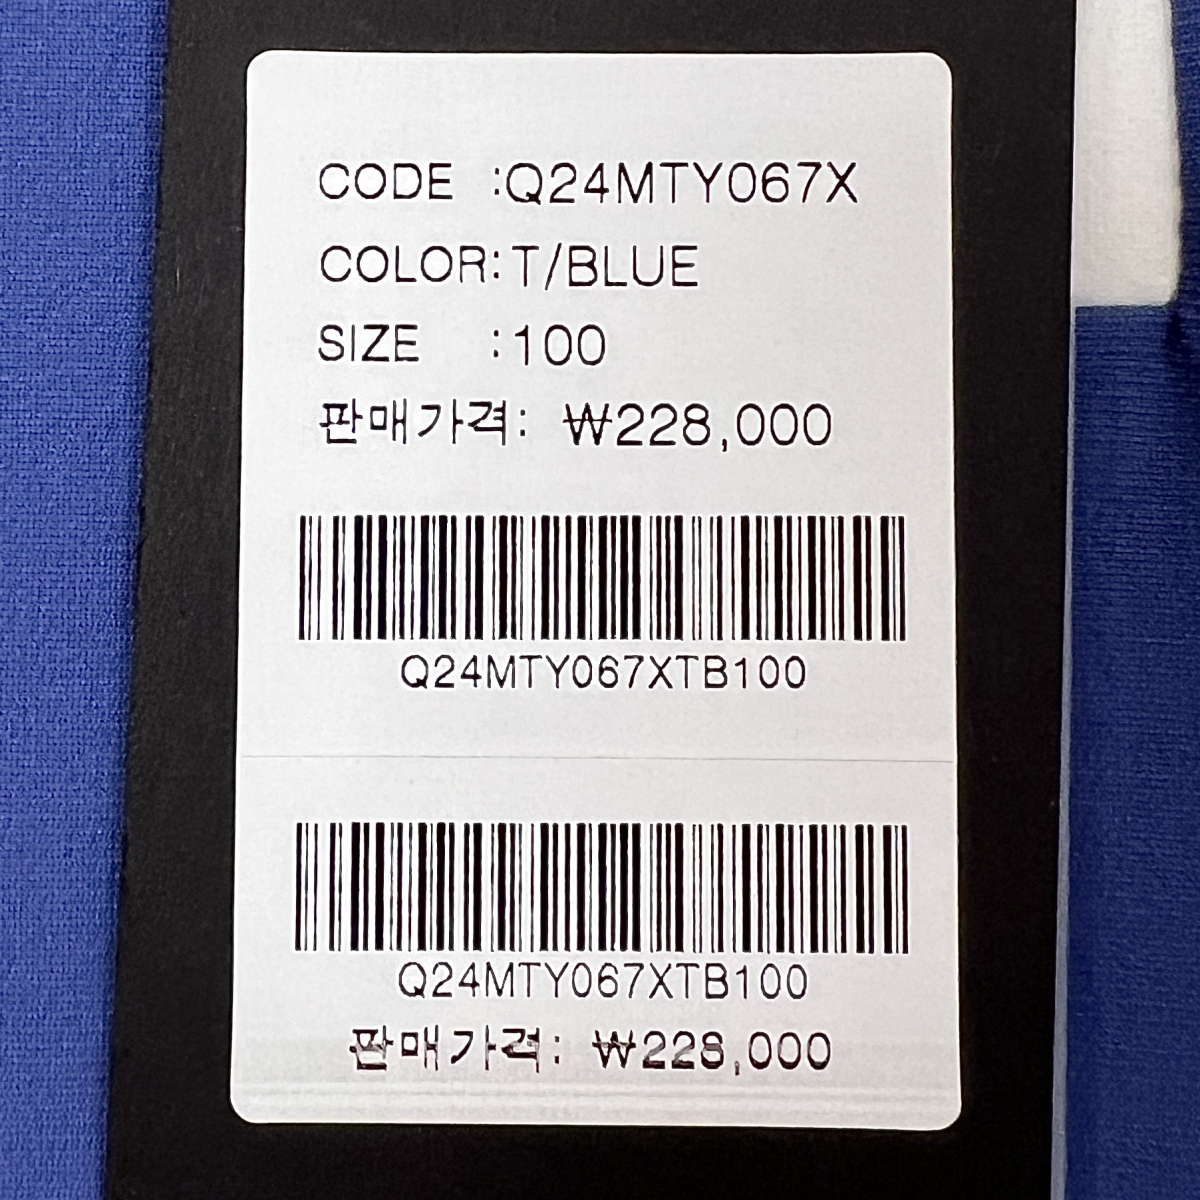 CODE :Q24MTY067X
COLOR:T/BLUE
SIZE :100
판매가격: ₩228,000
Q24MTY067XTB100
Q24MTY067XTB100
판매가격: ₩228,000